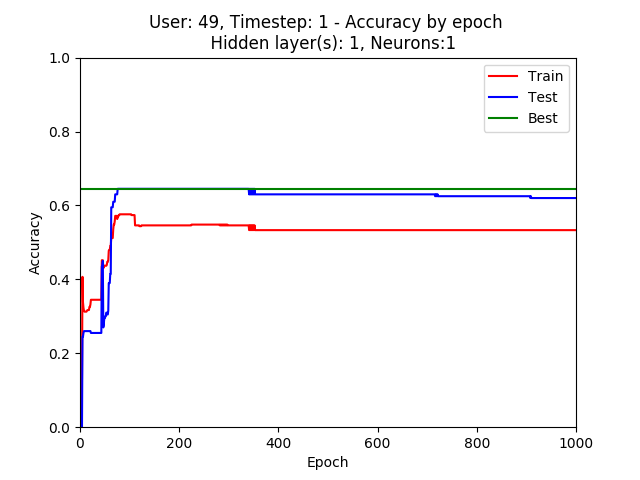 User: 49, Timestep: 1 - Accuracy by epoch
Hidden layer(s): 1, Neurons:1
1.0
0.8
0.6
0.4
0.2
0.0
Accuracy
Train
Test
Best
0 200 400 600 800 1000
Epoch